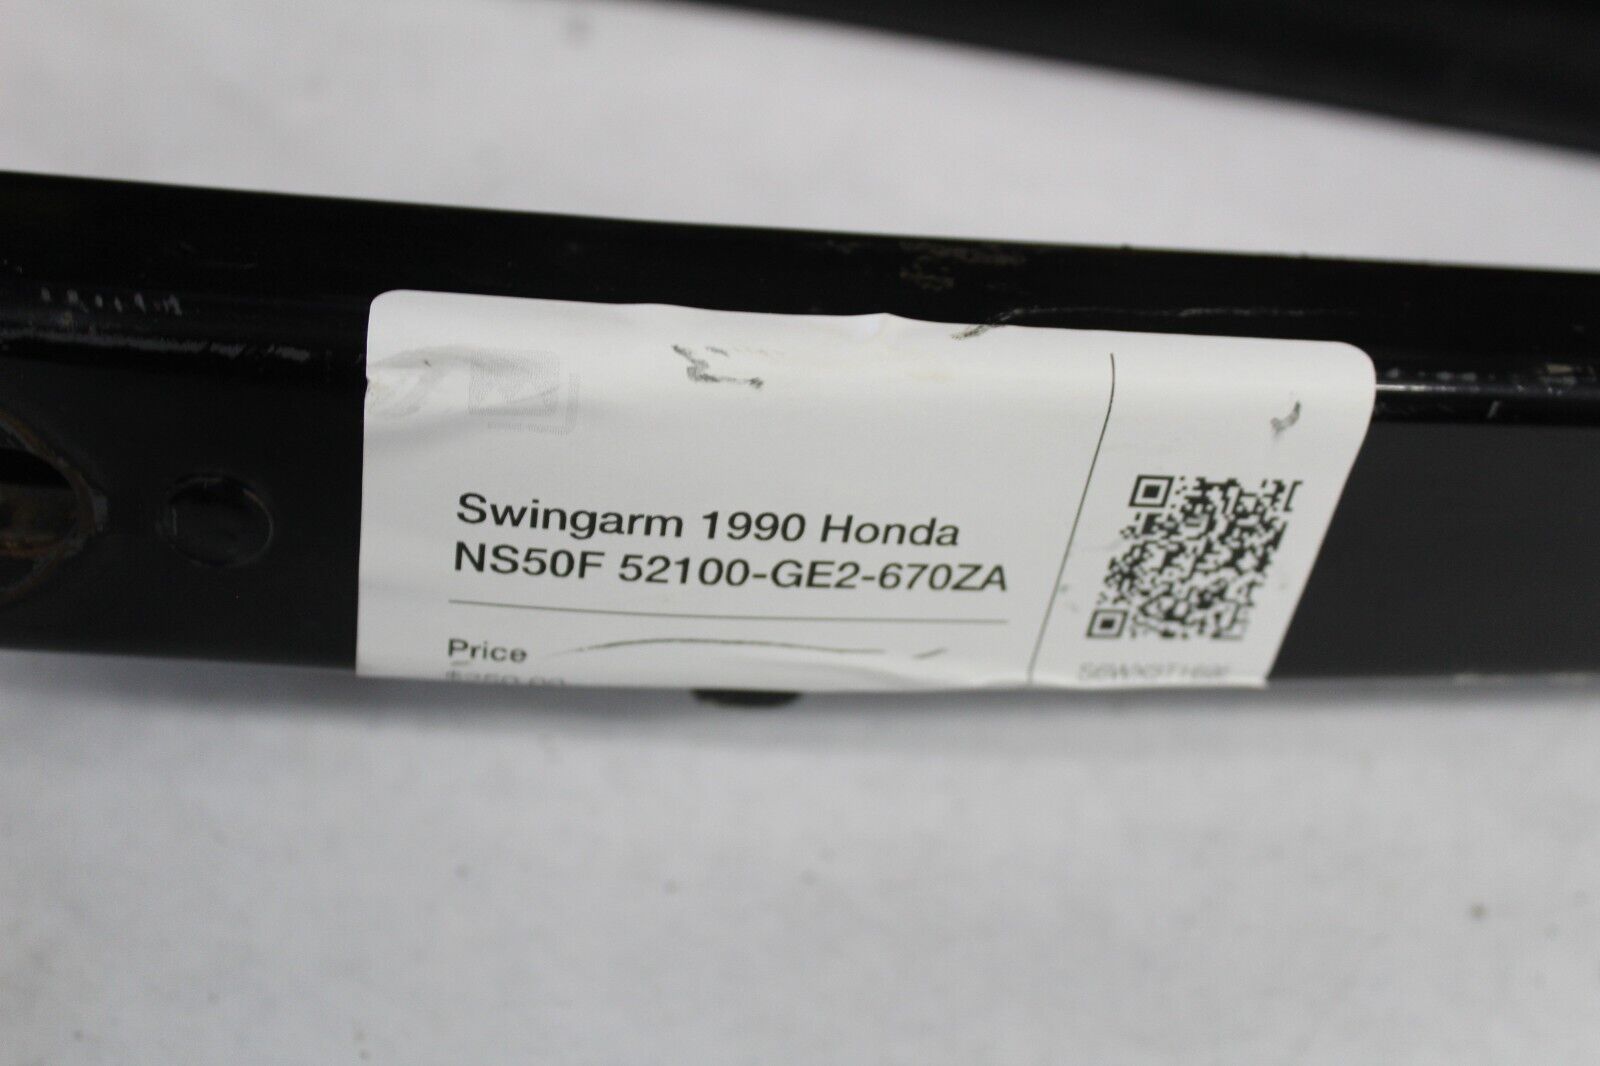 Swingarm 1990 Honda
NS50F 52100-GE2-670ZA
Price